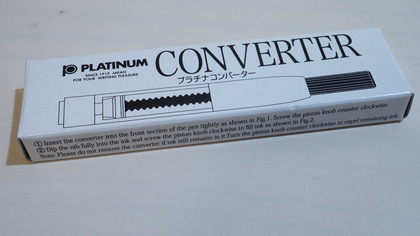 PLATINUM
SINCE 1919 JAPAN
FOR YOUR WRITING PLEASURE
CONVERTER
プラチナコンバーター
① Insert the converter into the front section of the pen tightly as shown in Fig.1. Screw the piston knob counter clockwise
② Dip the nib fully into the ink and screw the piston knob clockwise to fill ink as shown in Fig.2
Note. Please do not remove the converter if ink still remains in it.Turn the piston knob counter clockwise to expel remaining ink.